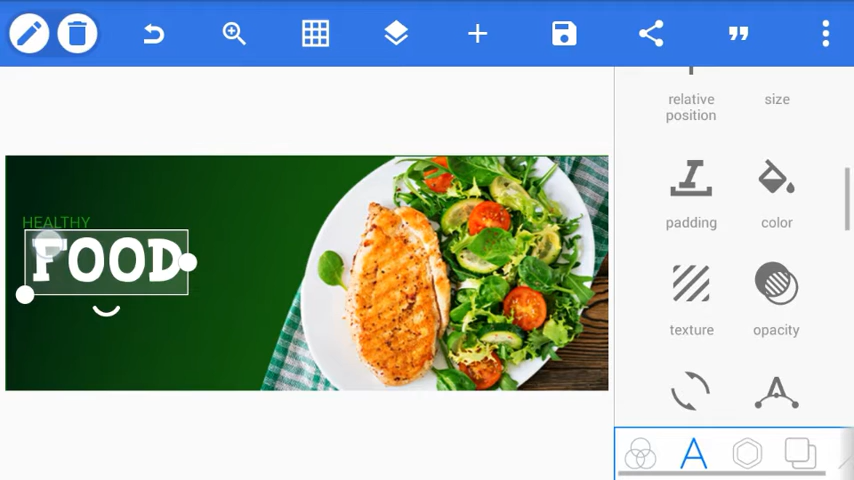 relative
position
size
padding
color
texture
opacity
HEALTHY
FOOD